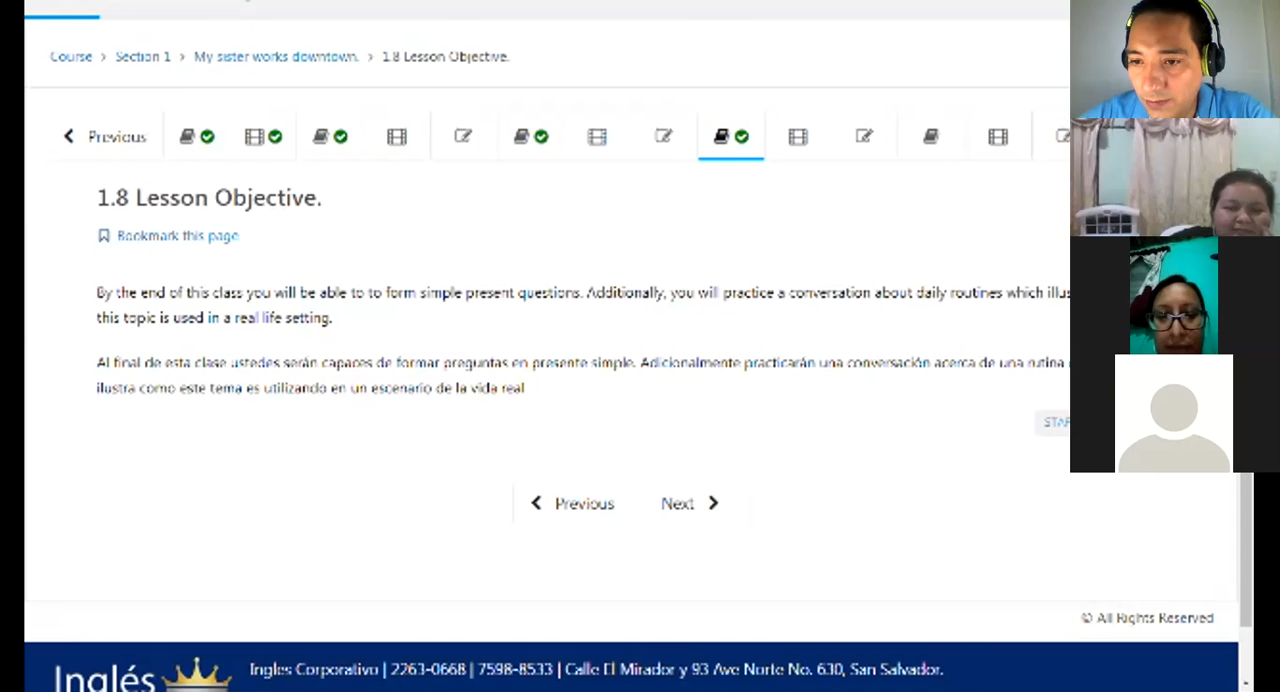 Course > Section 1 > My sister works downtown. > 1.8 Lesson Objective.
Previous
1.8 Lesson Objective.
Bookmark this page
By the end of this class you will be able to to form simple present questions. Additionally, you will practice a conversation about daily routines which
this topic is used in a real life setting.
Al final de esta clase ustedes serán capaces de formar preguntas en presente simple. Adicionalmente practicarán una conversación acerca de una rutina
ilustra como este tema es utilizando en un escenario de la vida real
Previous Next
© All Rights Reserved
Inglés
Ingles Corporativo | 2263-0668 | 7598-8533 | Calle El Mirador y 93 Ave Norte No. 630, San Salvador.